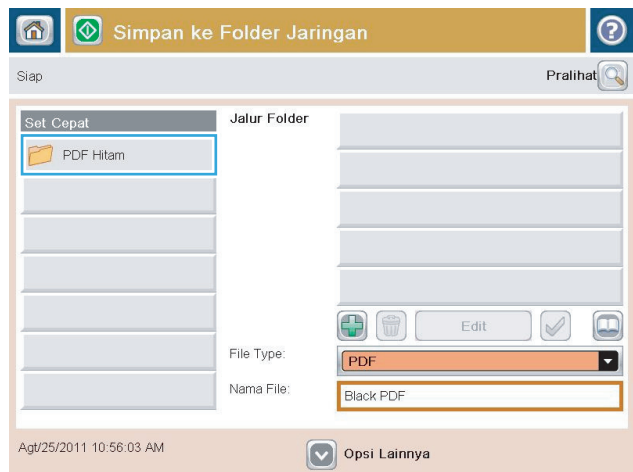 Simpan ke Folder Jaringan
Siap
Pralihat
Set Cepat
Jalur Folder
PDF Hitam
Edit
File Type:
PDF
Nama File:
Black PDF
Agt/25/2011 10:56:03 AM
Opsi Lainnya